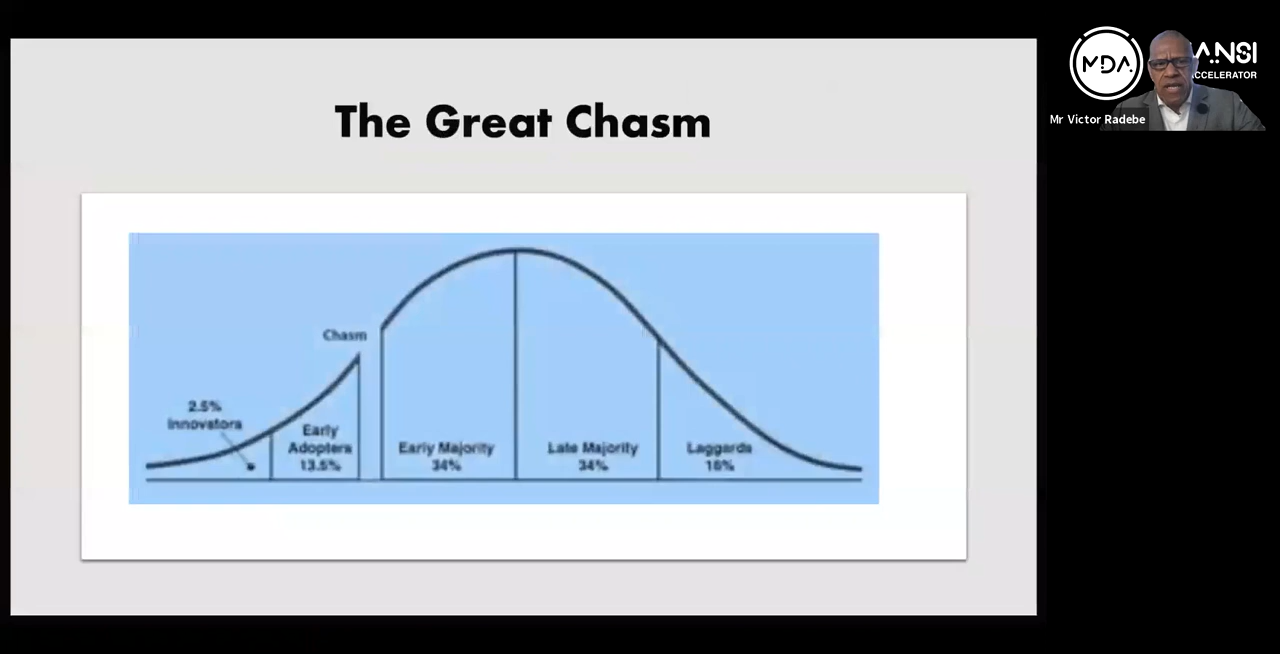 The Great Chasm
Chasm
2.5%
Innovators
Early
Adopters
13.5%
Early Majority
34%
Late Majority
34%
Laggards
16%
MDA
ANSI
ACCELERATOR
Mr Victor Radebe